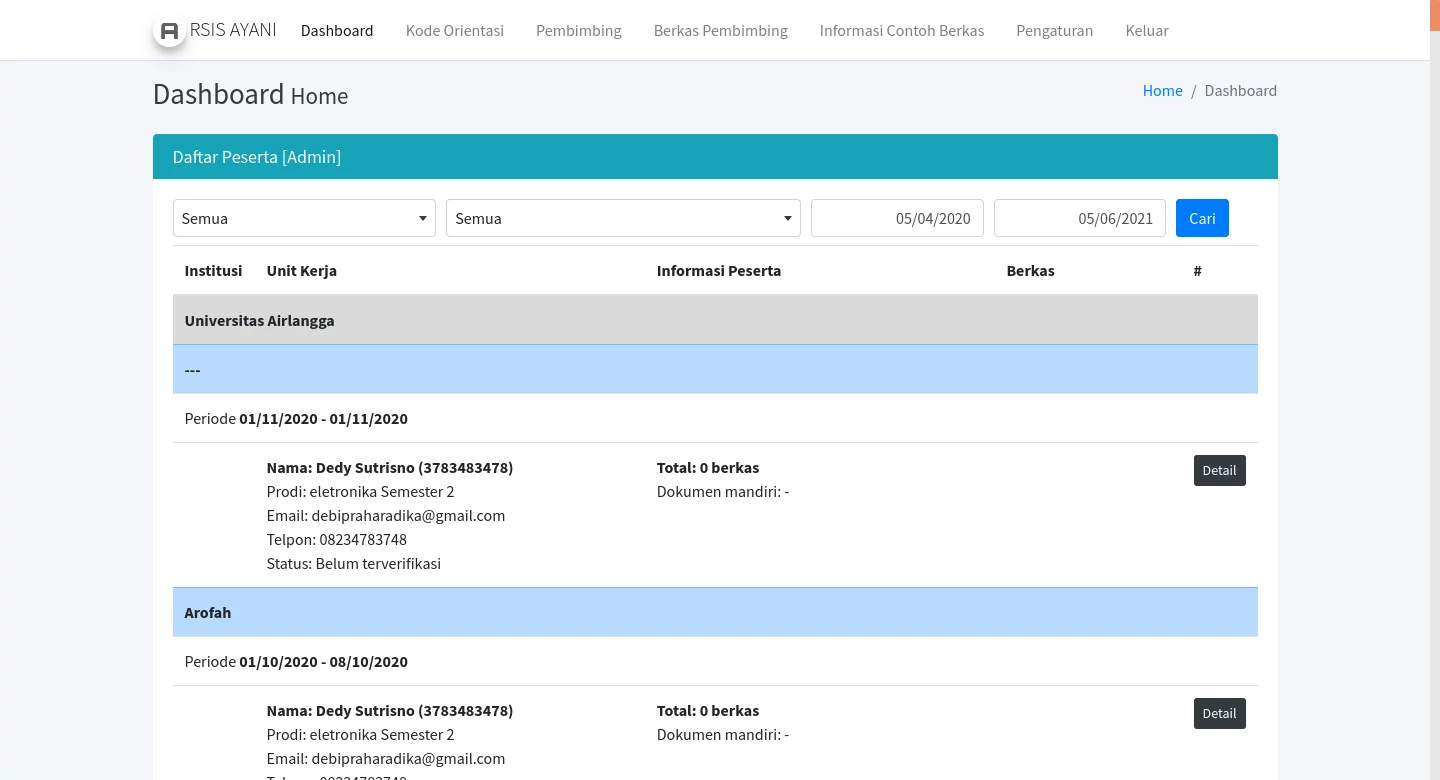 RSIS AYANI Dashboard Kode Orientasi Pembimbing Berkas Pembimbing Informasi Contoh Berkas Pengaturan Keluar
Dashboard Home
Home / Dashboard
Daftar Peserta [Admin]
Semua Semua 05/04/2020 05/06/2021 Cari
Institusi Unit Kerja Informasi Peserta Berkas #
Universitas Airlangga
---
Periode 01/11/2020 - 01/11/2020
Nama: Dedy Sutrisno (3783483478) Total: 0 berkas Detail
Prodi: eletronika Semester 2 Dokumen mandiri: -
Email: debipraharadika@gmail.com
Telpon: 08234783748
Status: Belum terverifikasi
Arofah
Periode 01/10/2020 - 08/10/2020
Nama: Dedy Sutrisno (3783483478) Total: 0 berkas Detail
Prodi: eletronika Semester 2 Dokumen mandiri: -
Email: debipraharadika@gmail.com